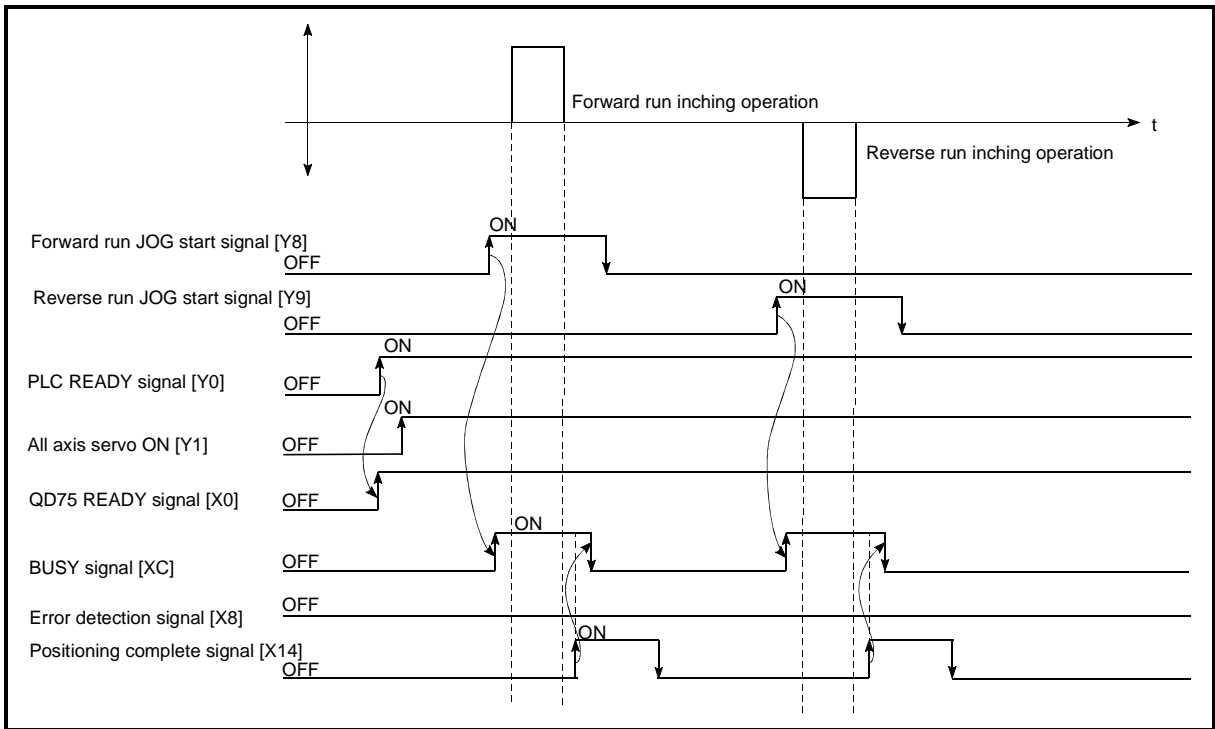 Forward run inching operation
t
Reverse run inching operation
ON
Forward run JOG start signal [Y8]
OFF
ON
Reverse run JOG start signal [Y9]
OFF
ON
PLC READY signal [Y0]
OFF
ON
All axis servo ON [Y1]
OFF
QD75 READY signal [X0]
OFF
ON
BUSY signal [XC]
OFF
OFF
Error detection signal [X8]
ON
Positioning complete signal [X14]
OFF